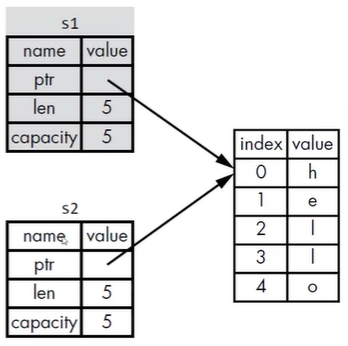 s1
name value
ptr
len 5
capacity 5
s2
name value
ptr
len 5
capacity 5
index value
0 h
1 e
2 l
3 l
4 o